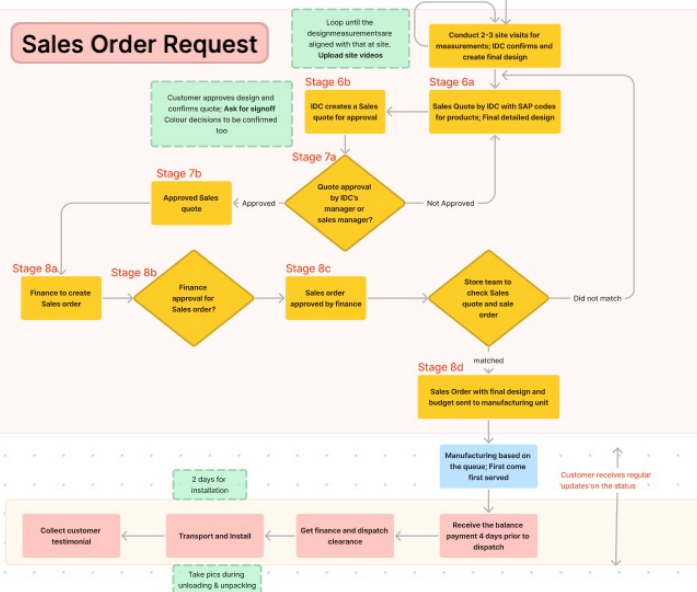 Sales Order Request
Loop until the
designmeasurementsare
aligned with that at site.
Upload site videos
Conduct 2-3 site visits for
measurements; IDC confirms and
create final design
Customer approves design and
confirms quote; Ask for signoff
Colour decisions to be confirmed
too
Stage 6b
IDC creates a Sales
quote for approval
Stage 6a
Sales Quote by IDC with SAP codes
for products; Final detailed design
Stage 7b
Approved Sales
quote
Approved
Stage 7a
Quote approval
by IDC's
manager or
sales manager?
Not Approved
Stage 8a
Finance to create
Sales order
Stage 8b
Finance
approval for
Sales order?
Stage 8c
Sales order
approved by finance
Store team to
check Sales
quote and sale
order
Did not match
matched
Stage 8d
Sales Order with final design and
budget sent to manufacturing unit
Manufacturing based on
the queue; First come
first served
Customer receives regular
updates on the status
2 days for
installation
Collect customer
testimonial
Transport and Install
Get finance and dispatch
clearance
Receive the balance
payment 4 days prior to
dispatch
Take pics during
unloading & unpacking